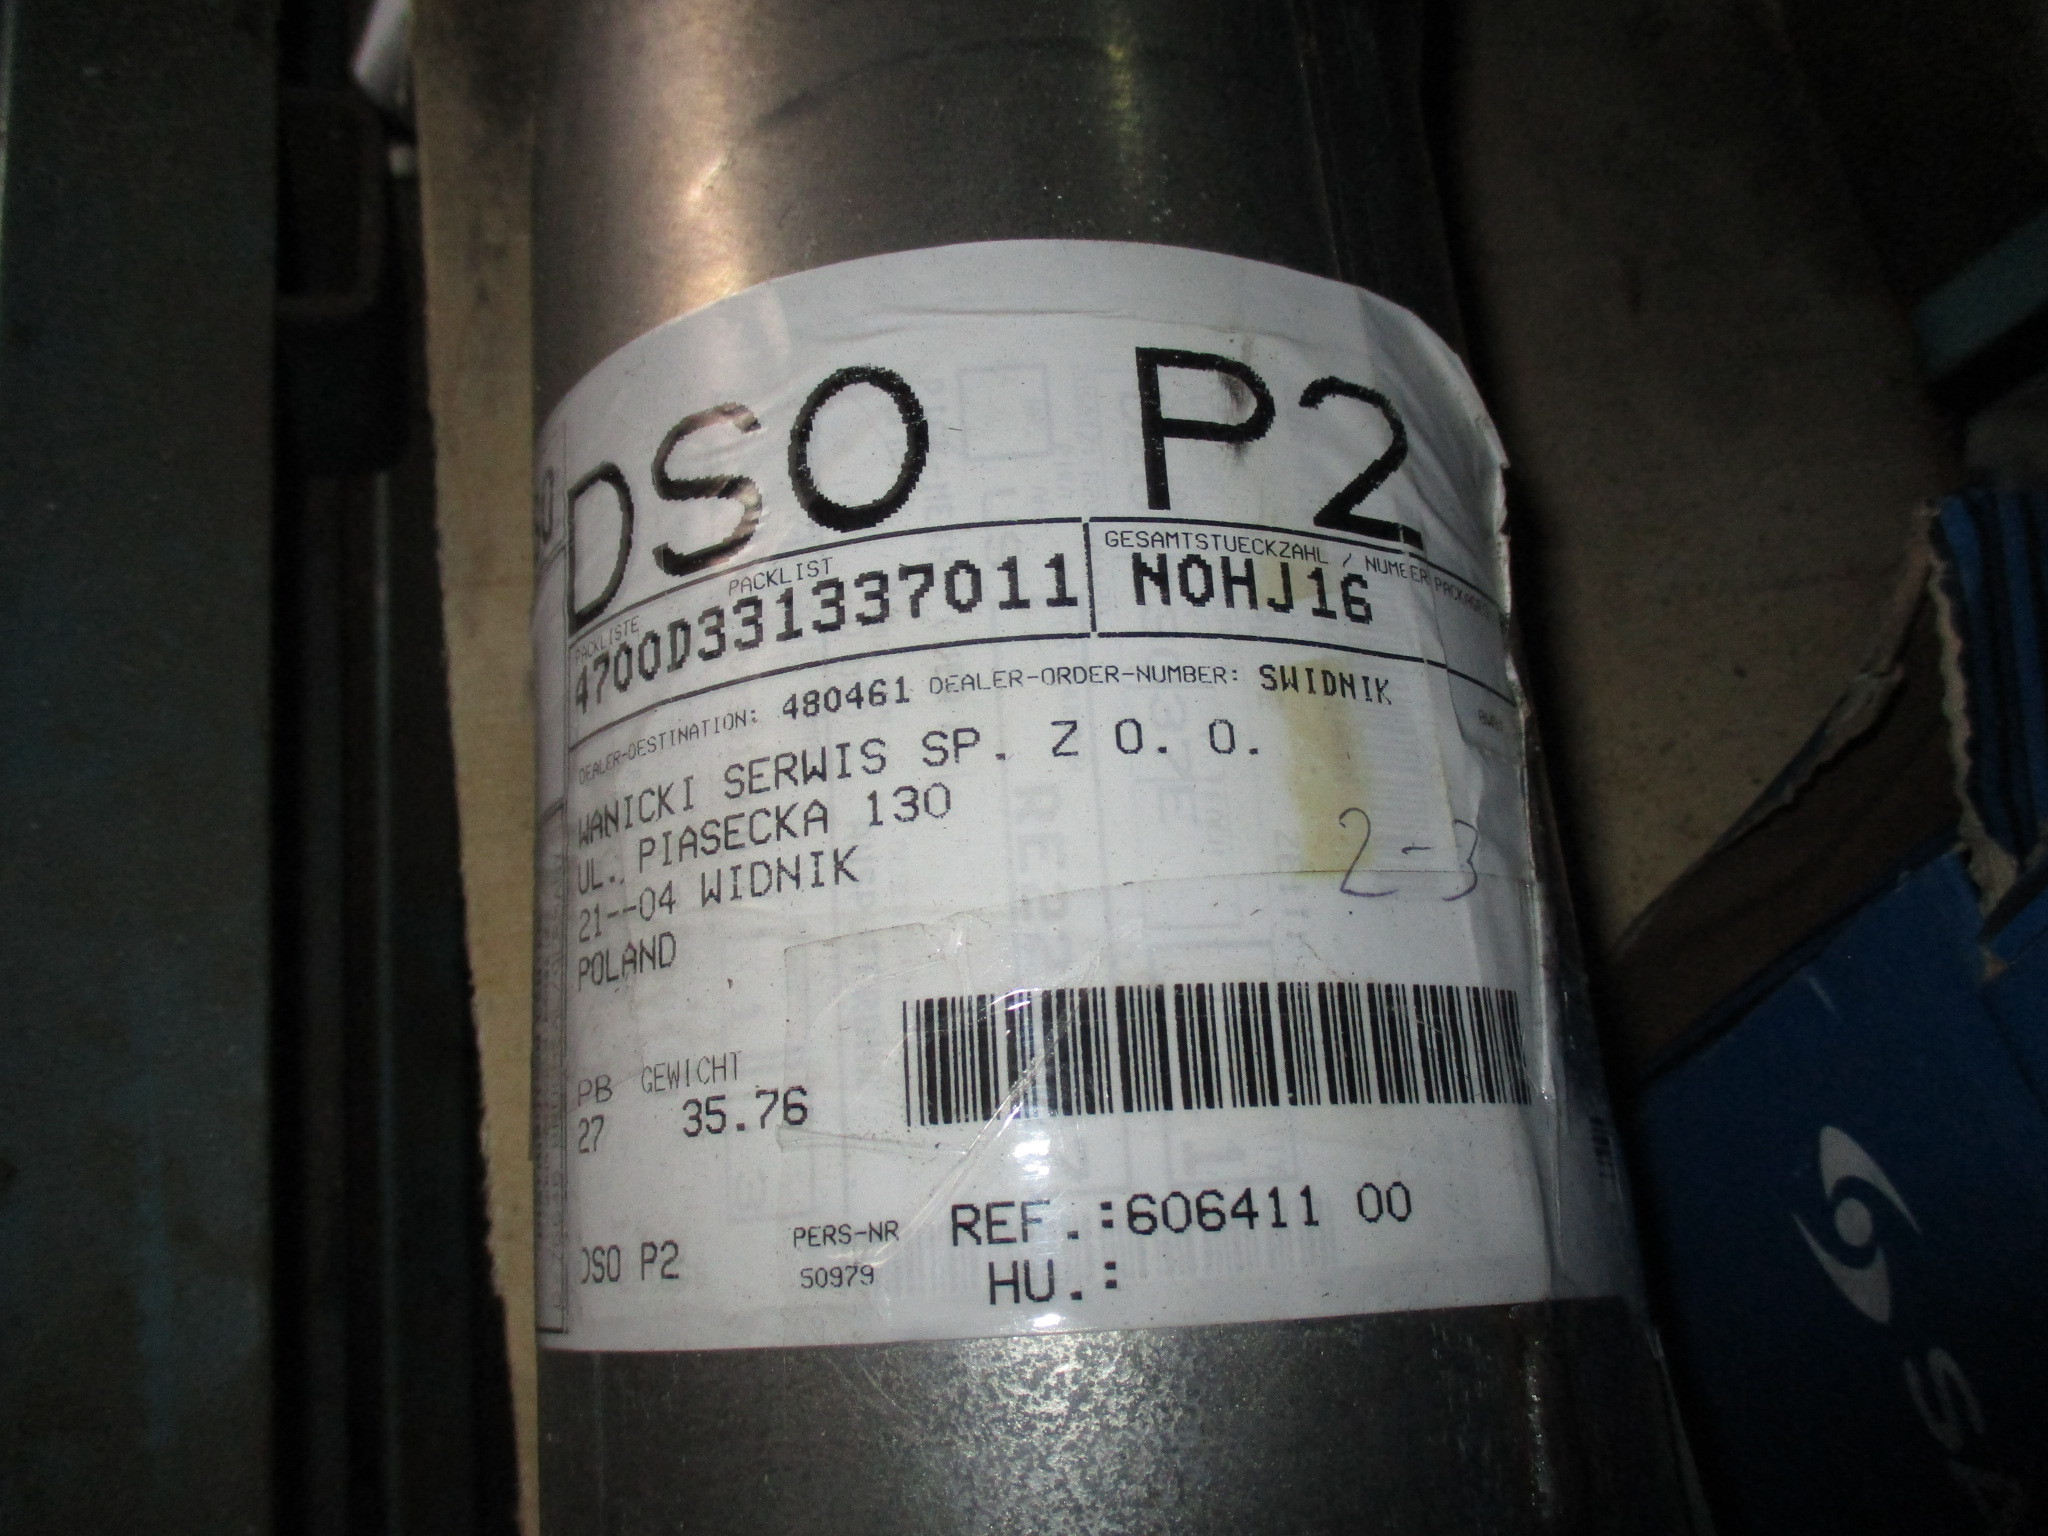 DSO P2
PACKLISTE PACKLIST
4700D331337011
GESAMTSTUECKZAHL / NUMBER PACKAGES
NOHJ16
DEALER-DESTINATION: 480461 DEALER-ORDER-NUMBER: SWIDNIK
WANICKI SERWIS SP. Z O. O.
UL. PIASECKA 130
21--04 WIDNIK
POLAND
2-3
PB GEWICHT
27 35.76
DSO P2
PERS-NR
50979
REF.:606411 00
HU.: